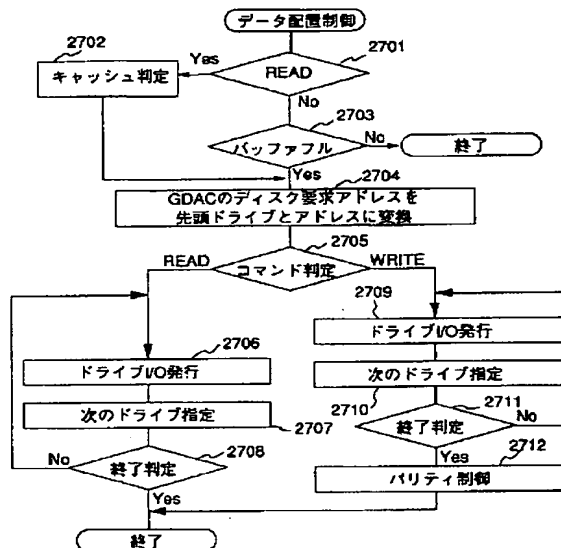 データ配置制御
2701
2702
Yes
READ
キャッシュ判定
No
2703
バッファフル
No
終了
Yes
2704
GDACのディスク要求アドレスを
先頭ドライブとアドレスに変換
2705
READ
コマンド判定
WRITE
2706
ドライブI/O発行
次のドライブ指定
2707
No
終了判定
2708
Yes
終了
2709
ドライブI/O発行
次のドライブ指定
2710
2711
終了判定
No
Yes
2712
パリティ制御